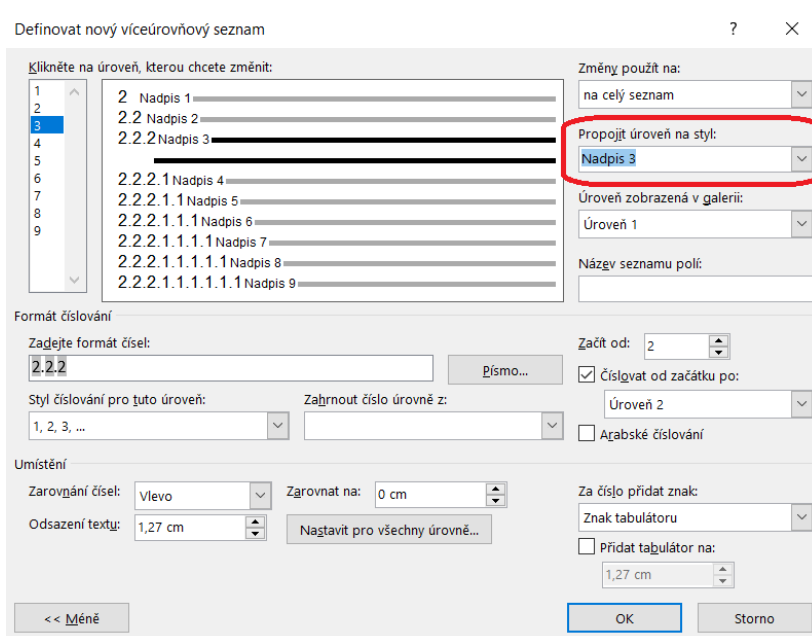 Definovat nový víceúrovňový seznam
?
Klikněte na úroveň, kterou chcete změnit:
1
2
3
4
5
6
7
8
9
2 Nadpis 1
2.2 Nadpis 2
2.2.2 Nadpis 3
2.2.2.1 Nadpis 4
2.2.2.1.1 Nadpis 5
2.2.2.1.1.1 Nadpis 6
2.2.2.1.1.1.1 Nadpis 7
2.2.2.1.1.1.1.1 Nadpis 8
2.2.2.1.1.1.1.1.1 Nadpis 9
Změny použít na:
na celý seznam
Propojit úroveň na styl:
Nadpis 3
Úroveň zobrazená v galerii:
Úroveň 1
Název seznamu polí:
Formát číslování
Zadejte formát čísel:
2.2.2
Písmo...
Styl číslování pro tuto úroveň:
1, 2, 3, ...
Zahrnout číslo úrovně z:
Začít od: 2
Číslovat od začátku po:
Úroveň 2
Arabské číslování
Umístění
Zarovnání čísel: Vlevo
Zarovnat na: 0 cm
Odsazení textu: 1,27 cm
Nastavit pro všechny úrovně...
Za číslo přidat znak:
Znak tabulátoru
Přidat tabulátor na:
1,27 cm
<< Méně
OK
Storno